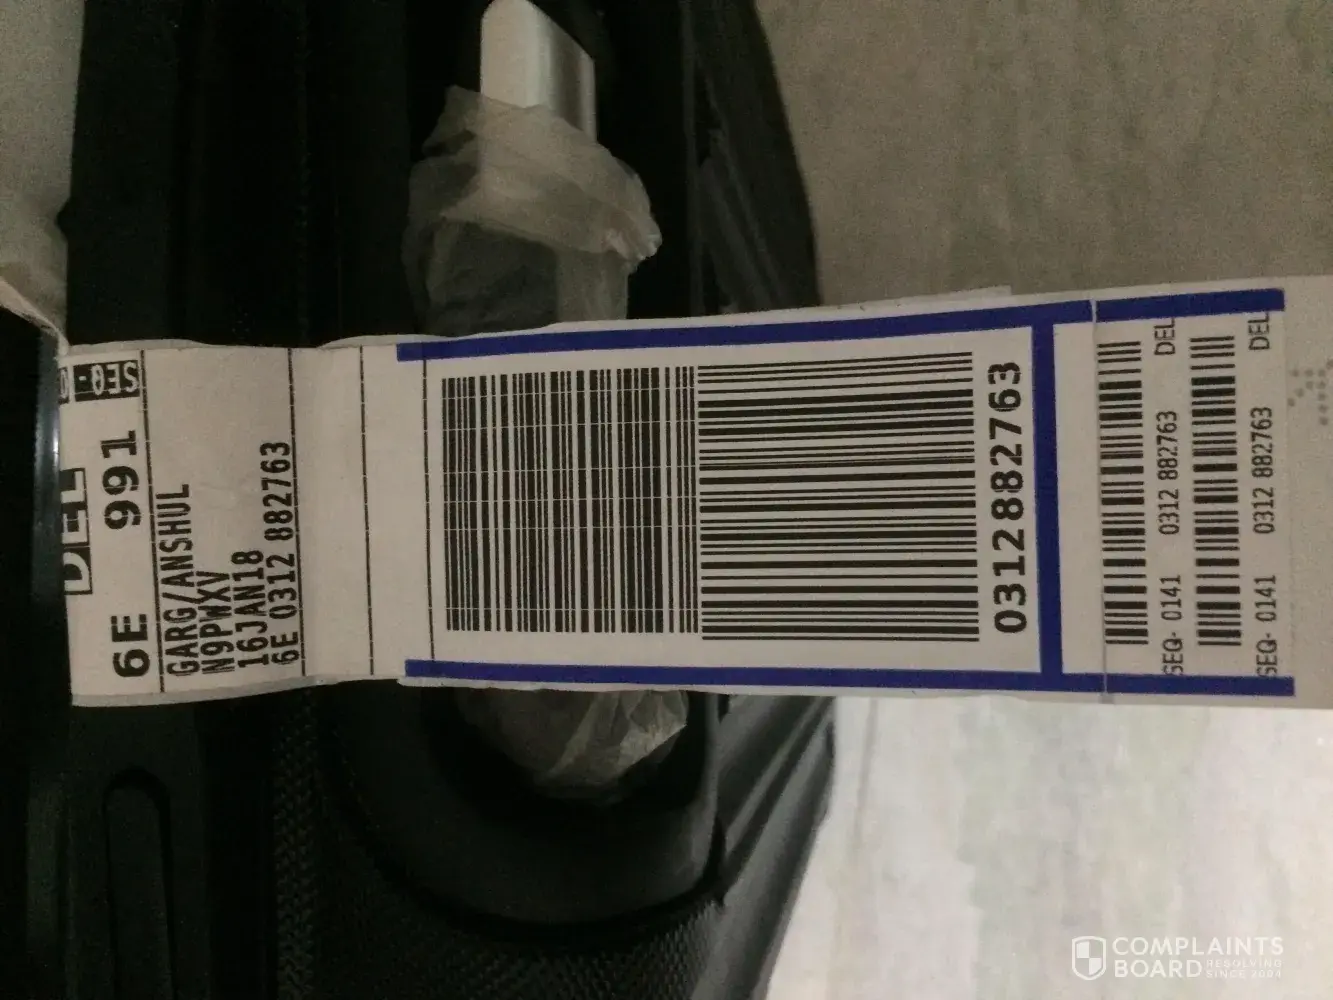 SEQ-
DEL
6E 991
GARG/ANSHUL
N9PWXV
16JAN18
6E 0312 882763
0312882763
SEQ- 0141 0312 882763 DEL
SEQ- 0141 0312 882763 DEL
COMPLAINTS
BOARD RESOLVING
SINCE 2004